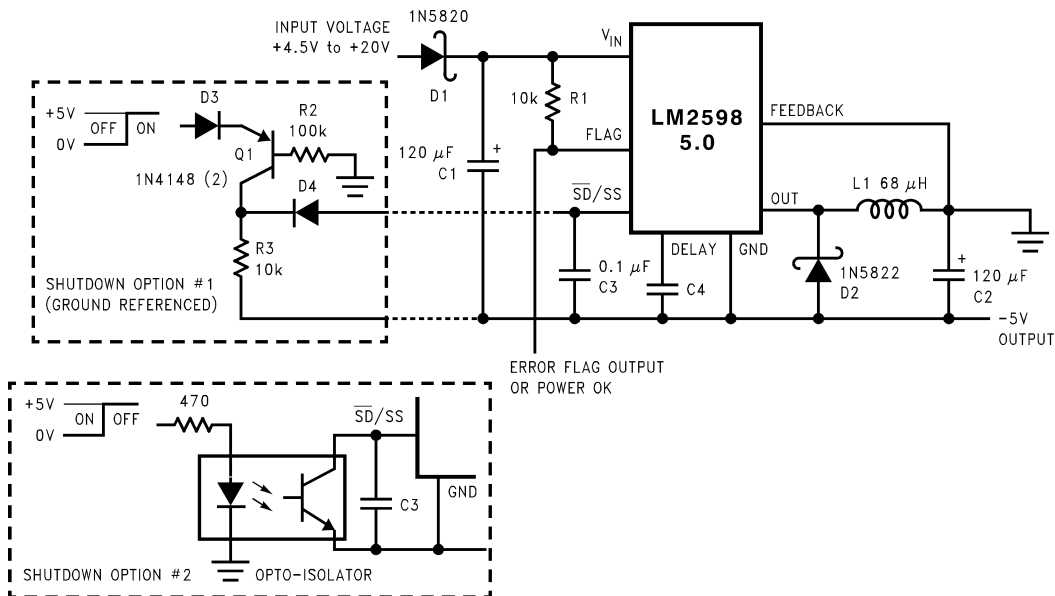 1N5820
INPUT VOLTAGE
+4.5V to +20V
D1
VIN
10k R1
LM2598
5.0
FEEDBACK
FLAG
120 μF
+
C1
S̅D̅/SS
OUT
L1 68 μH
DELAY
GND
0.1 μF
C3
C4
1N5822
D2
+
120 μF
C2
–5V
OUTPUT
ERROR FLAG OUTPUT
OR POWER OK
+5V
0V
OFF
ON
D3
R2
100k
Q1
1N4148 (2)
D4
R3
10k
SHUTDOWN OPTION #1
(GROUND REFERENCED)
+5V
0V
ON
OFF
470
S̅D̅/SS
GND
C3
SHUTDOWN OPTION #2
OPTO-ISOLATOR